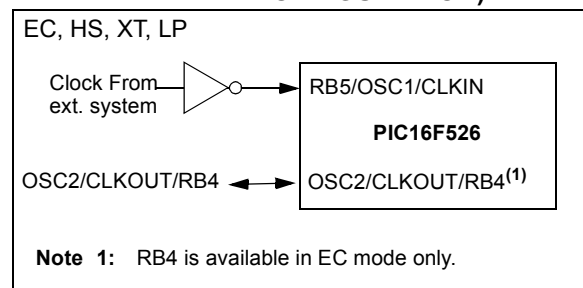 EC, HS, XT, LP
Clock From
ext. system
RB5/OSC1/CLKIN
PIC16F526
OSC2/CLKOUT/RB4
OSC2/CLKOUT/RB4(1)
Note 1: RB4 is available in EC mode only.